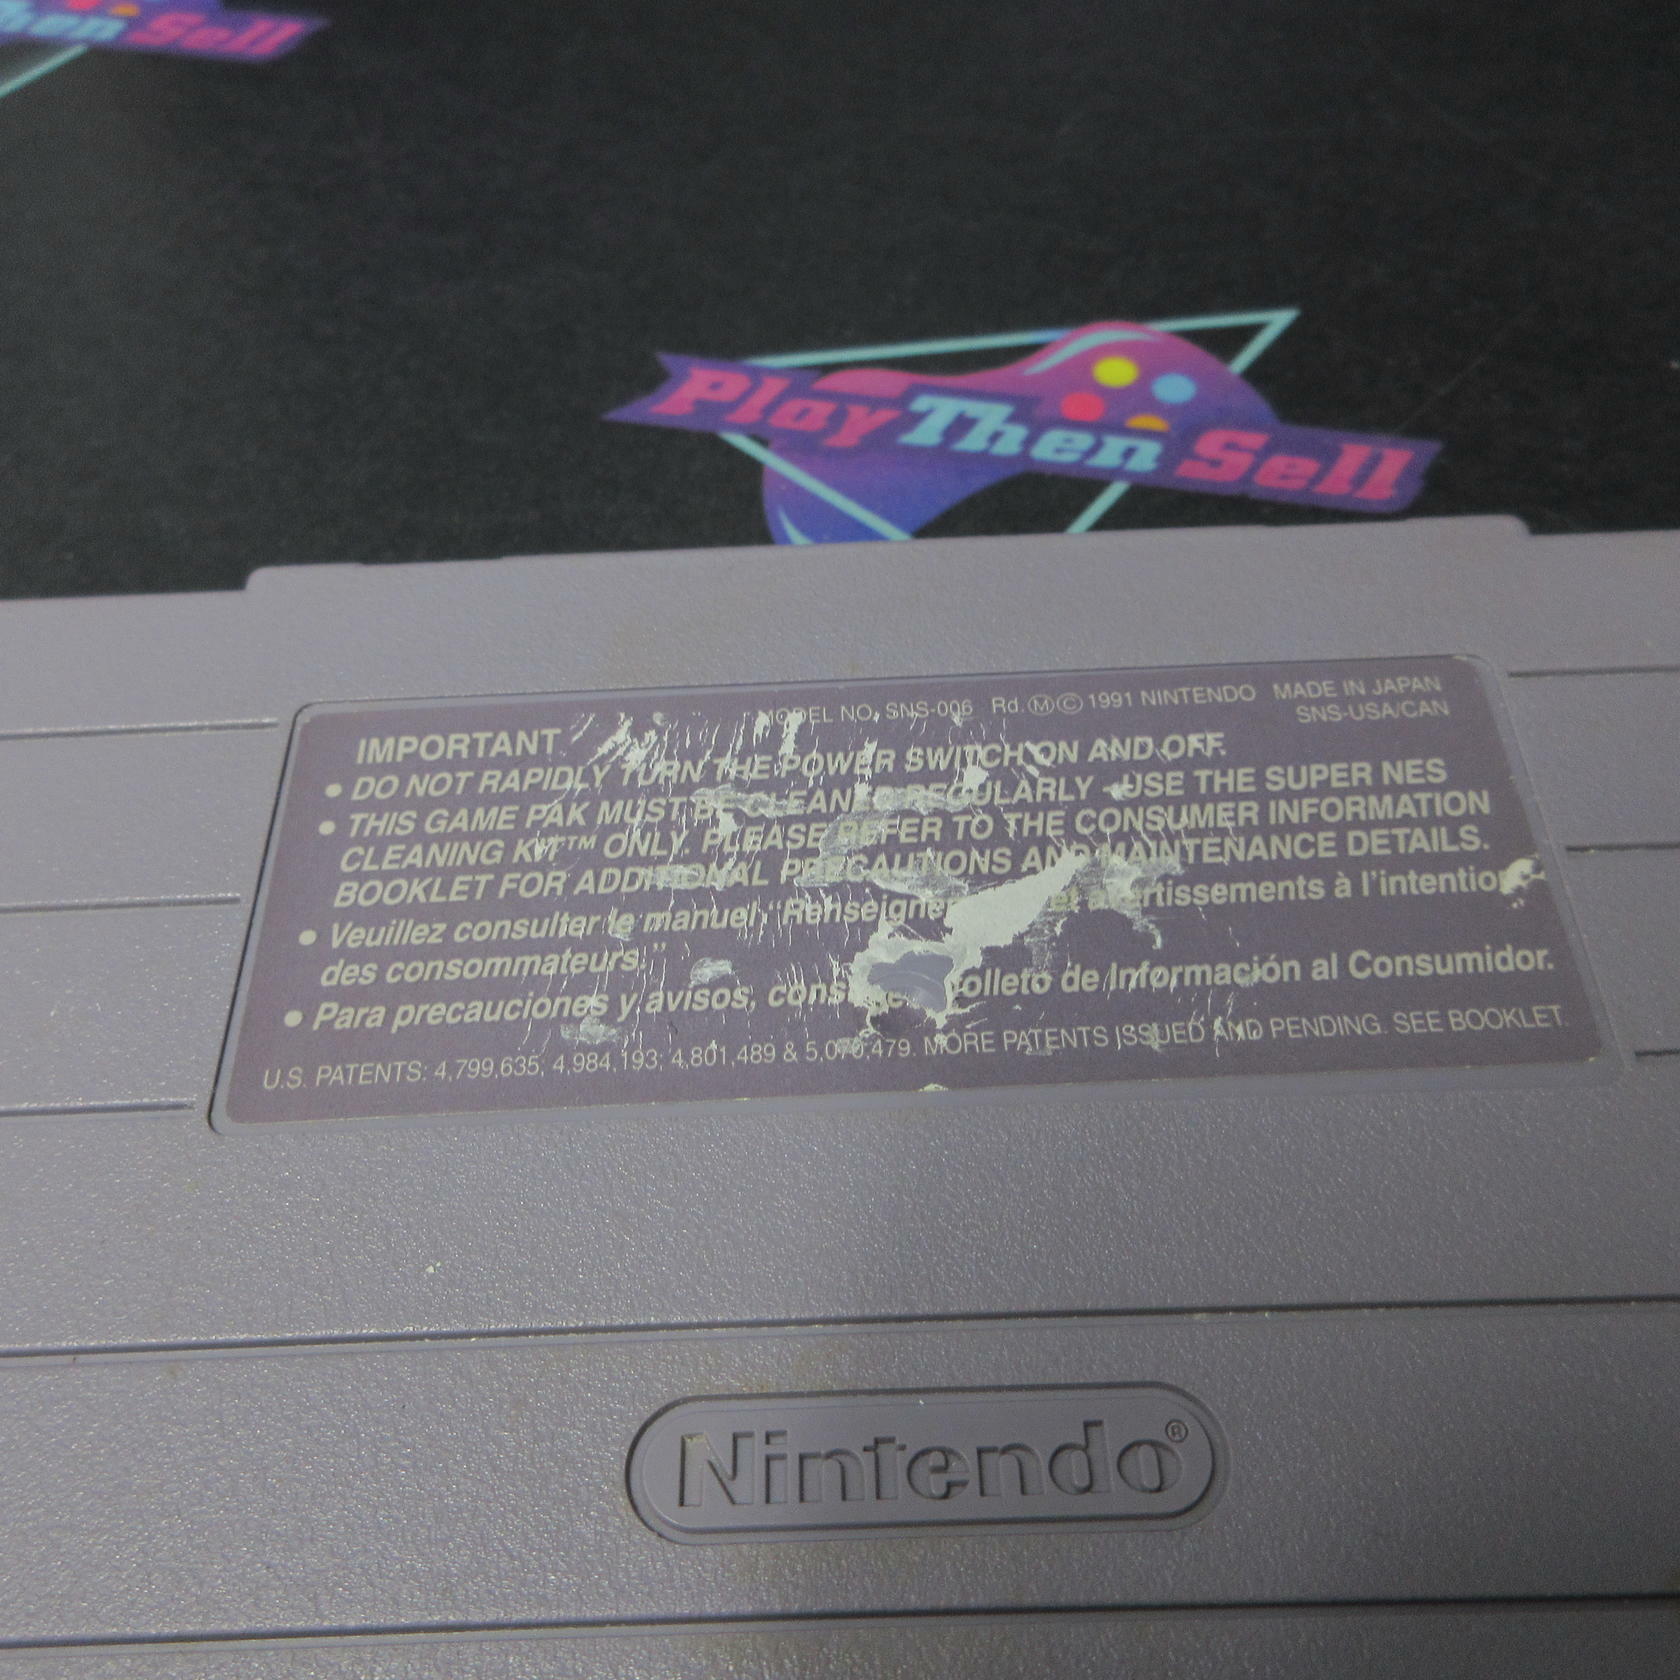 Then Sell
Play Then Sell
MODEL NO. SNS-006 Rd. Ⓜ© 1991 NINTENDO MADE IN JAPAN
SNS-USA/CAN
IMPORTANT
• DO NOT RAPIDLY TURN THE POWER SWITCH ON AND OFF.
• THIS GAME PAK MUST BE CLEANED REGULARLY - USE THE SUPER NES
CLEANING KIT™ ONLY. PLEASE REFER TO THE CONSUMER INFORMATION
BOOKLET FOR ADDITIONAL PRECAUTIONS AND MAINTENANCE DETAILS.
• Veuillez consulter le manuel "et avertissements à l'intention
des consommateurs."
• Para precauciones y avisos, folleto de Información al Consumidor.
U.S. PATENTS: 4,799,635; 4,984,193; 4,801,489 & 5,070,479. MORE PATENTS ISSUED AND PENDING. SEE BOOKLET.
Nintendo®